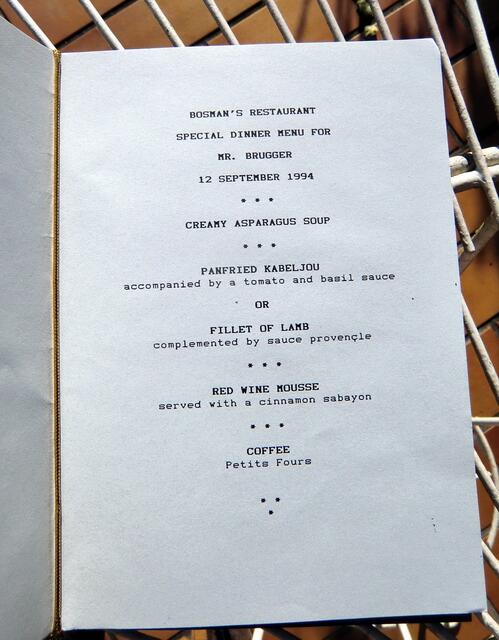 BOSMAN'S RESTAURANT
SPECIAL DINNER MENU FOR
MR. BRUGGER
12 SEPTEMBER 1994
* * *
CREAMY ASPARAGUS SOUP
* * *
PANFRIED KABELJOU
accompanied by a tomato and basil sauce
OR
FILLET OF LAMB
complemented by sauce provençle
* * *
RED WINE MOUSSE
served with a cinnamon sabayon
* * *
COFFEE
Petits Fours
* *
*